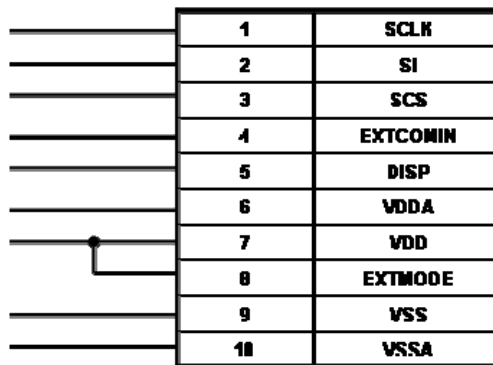 1 SCLK
2 SI
3 SCS
4 EXTCOMIN
5 DISP
6 VDDA
7 VDD
8 EXTMODE
9 VSS
10 VSSA